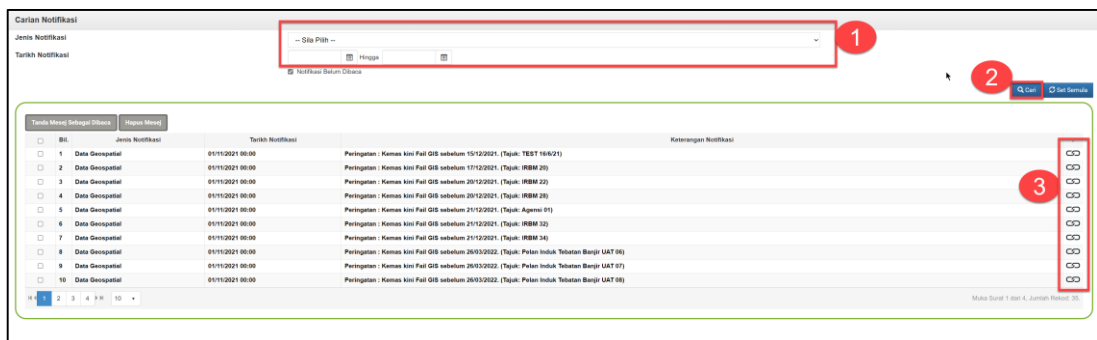 Carian Notifikasi
Jenis Notifikasi
-- Sila Pilih --
1
Tarikh Notifikasi
Hingga
Notifikasi Belum Dibaca
2
Cari Set Semula
Tanda Mesej Sebagai Dibaca Hapus Mesej
Bil. Jenis Notifikasi Tarikh Notifikasi Keterangan Notifikasi
1 Data Geospatial 01/11/2021 00:00 Peringatan : Kemas kini Fail GIS sebelum 15/12/2021. (Tajuk: TEST 16/6/21)
2 Data Geospatial 01/11/2021 00:00 Peringatan : Kemas kini Fail GIS sebelum 17/12/2021. (Tajuk: IRBM 20)
3 Data Geospatial 01/11/2021 00:00 Peringatan : Kemas kini Fail GIS sebelum 20/12/2021. (Tajuk: IRBM 22)
3
4 Data Geospatial 01/11/2021 00:00 Peringatan : Kemas kini Fail GIS sebelum 20/12/2021. (Tajuk: IRBM 28)
5 Data Geospatial 01/11/2021 00:00 Peringatan : Kemas kini Fail GIS sebelum 21/12/2021. (Tajuk: Agensi 01)
6 Data Geospatial 01/11/2021 00:00 Peringatan : Kemas kini Fail GIS sebelum 21/12/2021. (Tajuk: IRBM 32)
7 Data Geospatial 01/11/2021 00:00 Peringatan : Kemas kini Fail GIS sebelum 21/12/2021. (Tajuk: IRBM 34)
8 Data Geospatial 01/11/2021 00:00 Peringatan : Kemas kini Fail GIS sebelum 26/03/2022. (Tajuk: Pelan Induk Tebatan Banjir UAT 06)
9 Data Geospatial 01/11/2021 00:00 Peringatan : Kemas kini Fail GIS sebelum 26/03/2022. (Tajuk: Pelan Induk Tebatan Banjir UAT 07)
10 Data Geospatial 01/11/2021 00:00 Peringatan : Kemas kini Fail GIS sebelum 26/03/2022. (Tajuk: Pelan Induk Tebatan Banjir UAT 08)
1 2 3 4 10 Muka Surat 1 dari 4, Jumlah Rekod: 35.